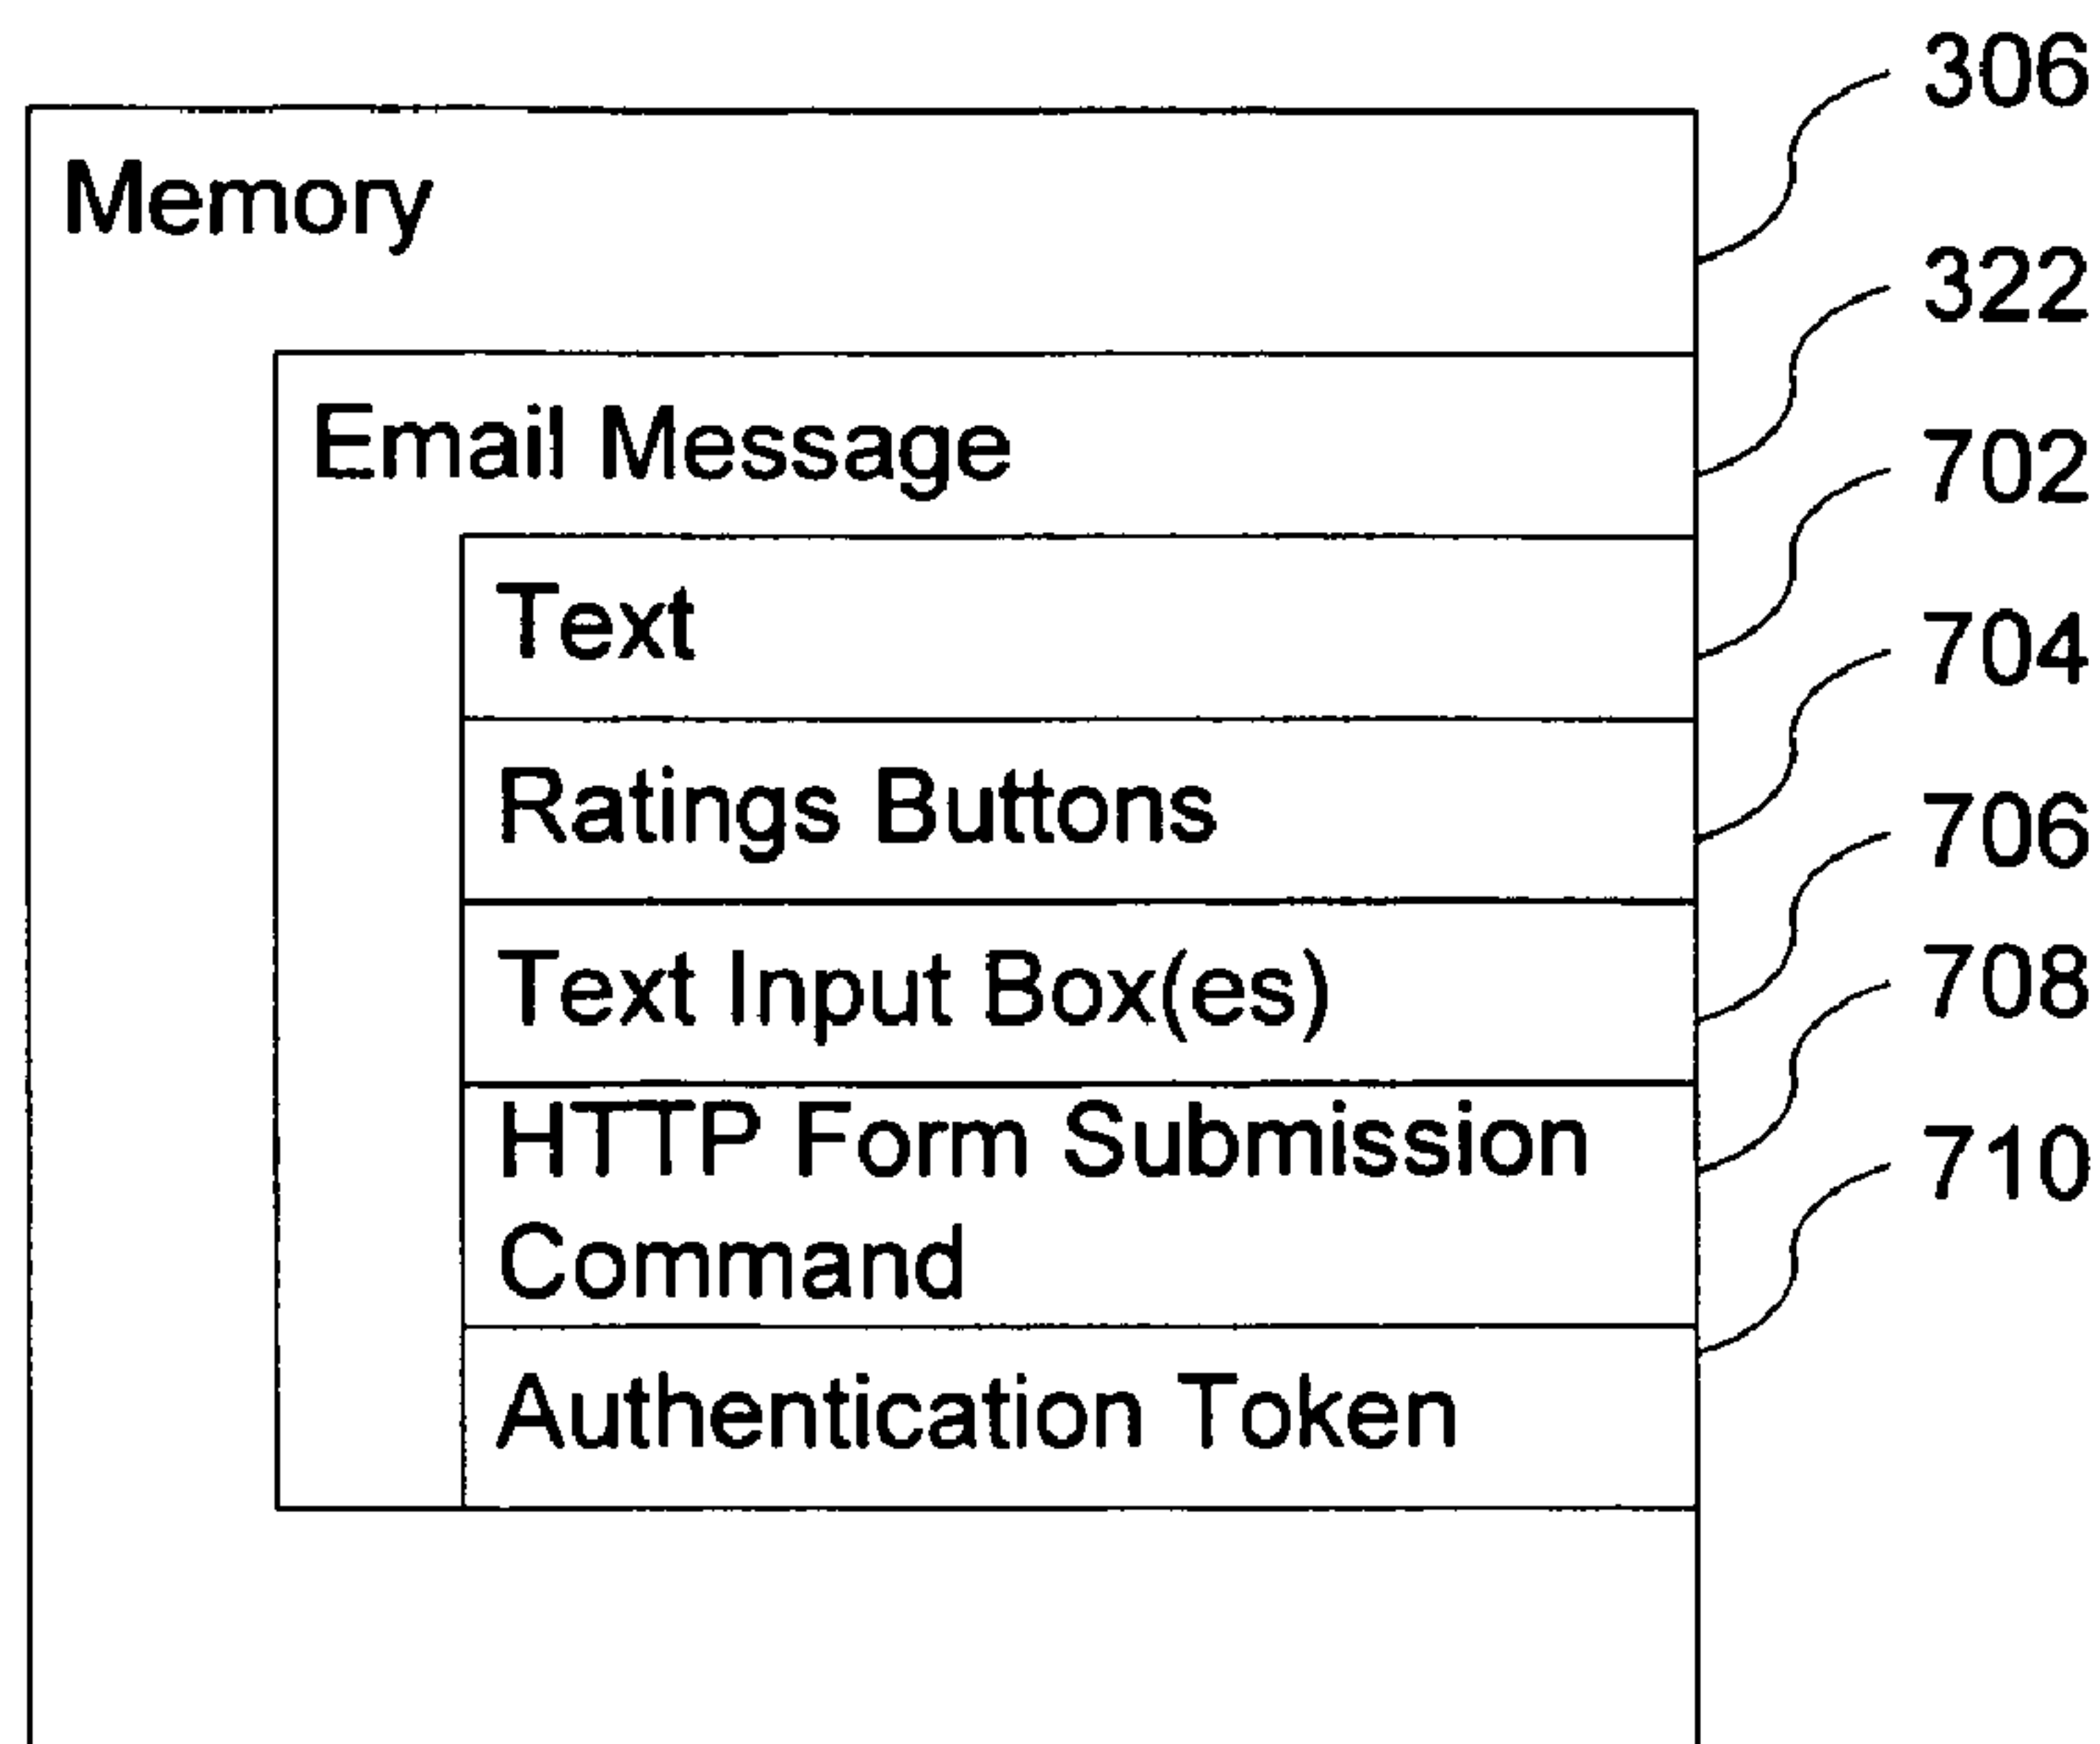 306
Memory
322
Email Message
702
Text
704
Ratings Buttons
706
Text Input Box(es)
708
HTTP Form Submission
Command
710
Authentication Token